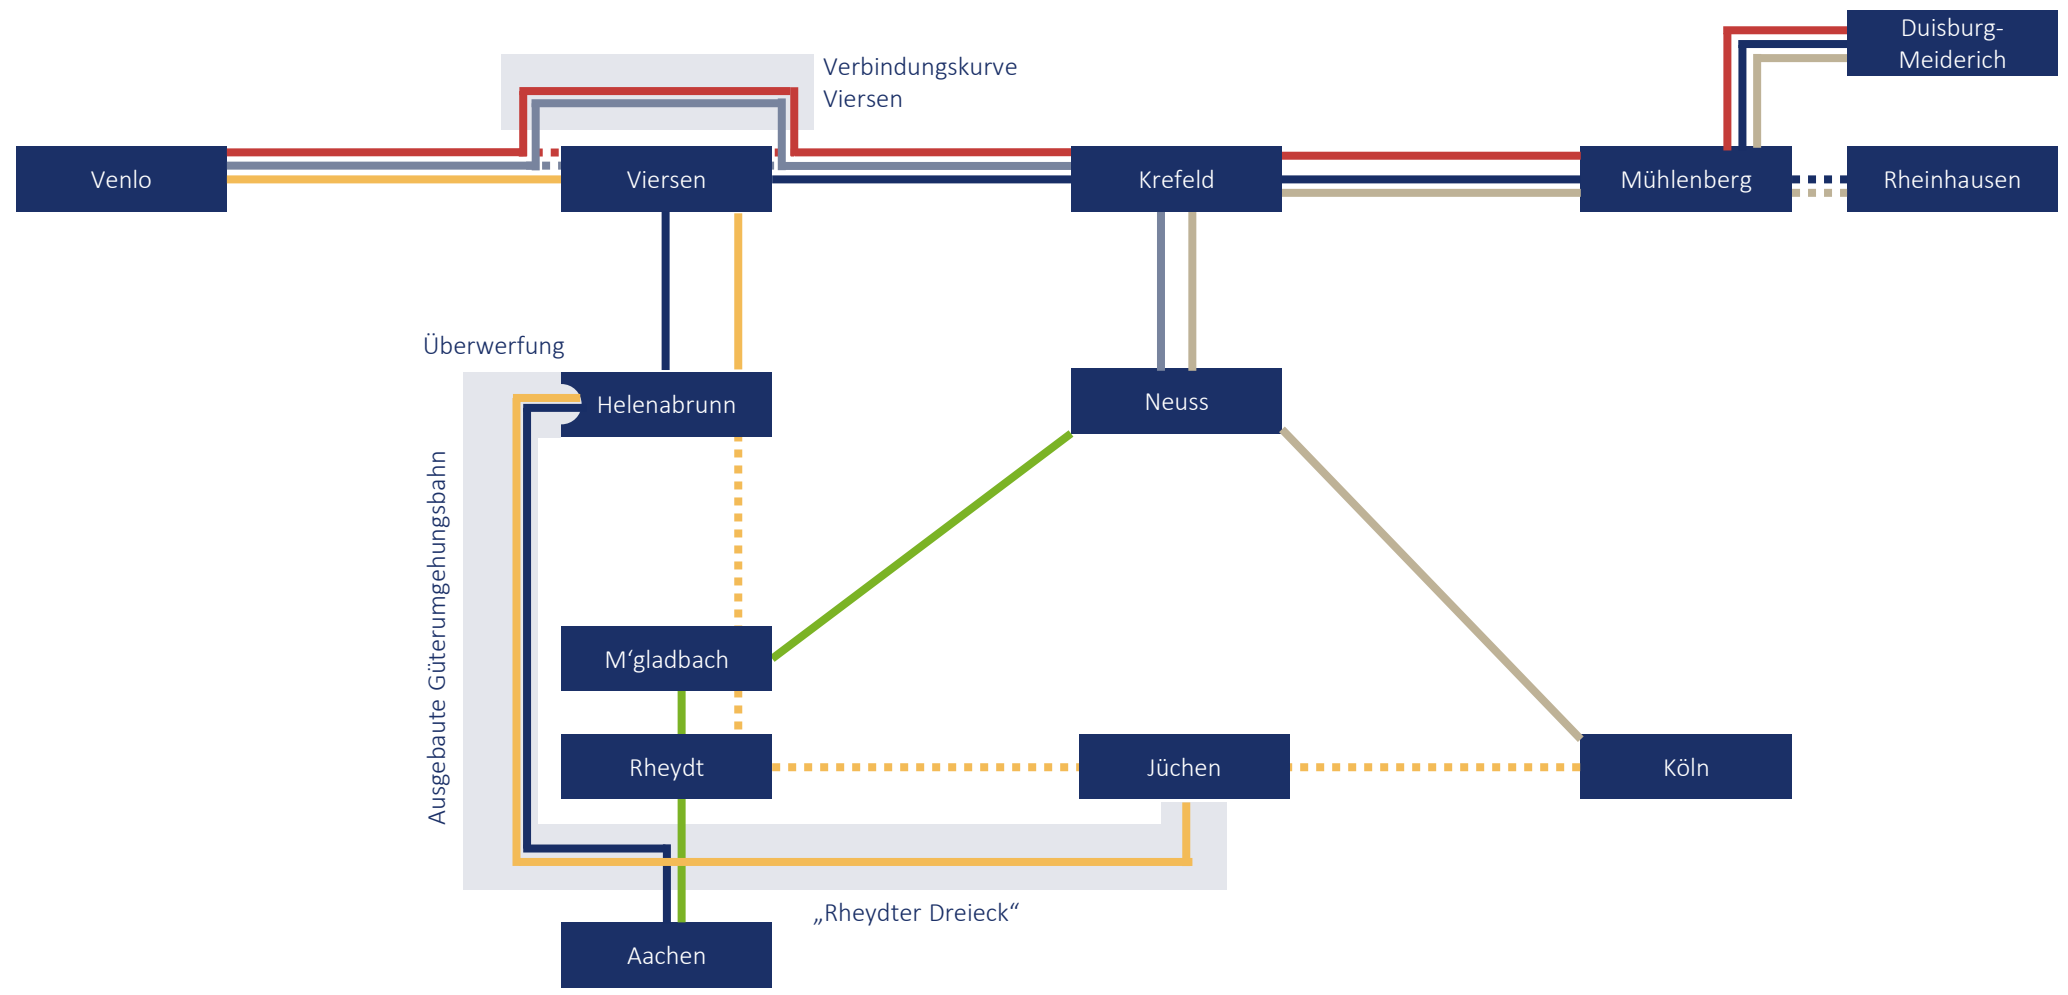 Duisburg-
Meiderich
Verbindungskurve
Viersen
Venlo
Viersen
Krefeld
Mühlenberg
Rheinhausen
Überwerfung
Helenabrunn
Neuss
Ausgebaute Güterumgehungsbahn
M‘gladbach
Rheydt
Jüchen
Köln
„Rheydter Dreieck“
Aachen